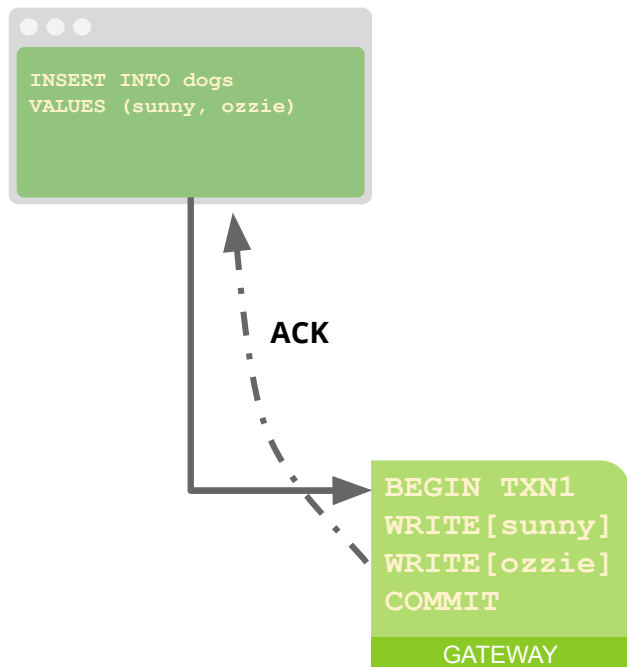 INSERT INTO dogs
VALUES (sunny, ozzie)
ACK
BEGIN TXN1
WRITE[sunny]
WRITE[ozzie]
COMMIT
GATEWAY